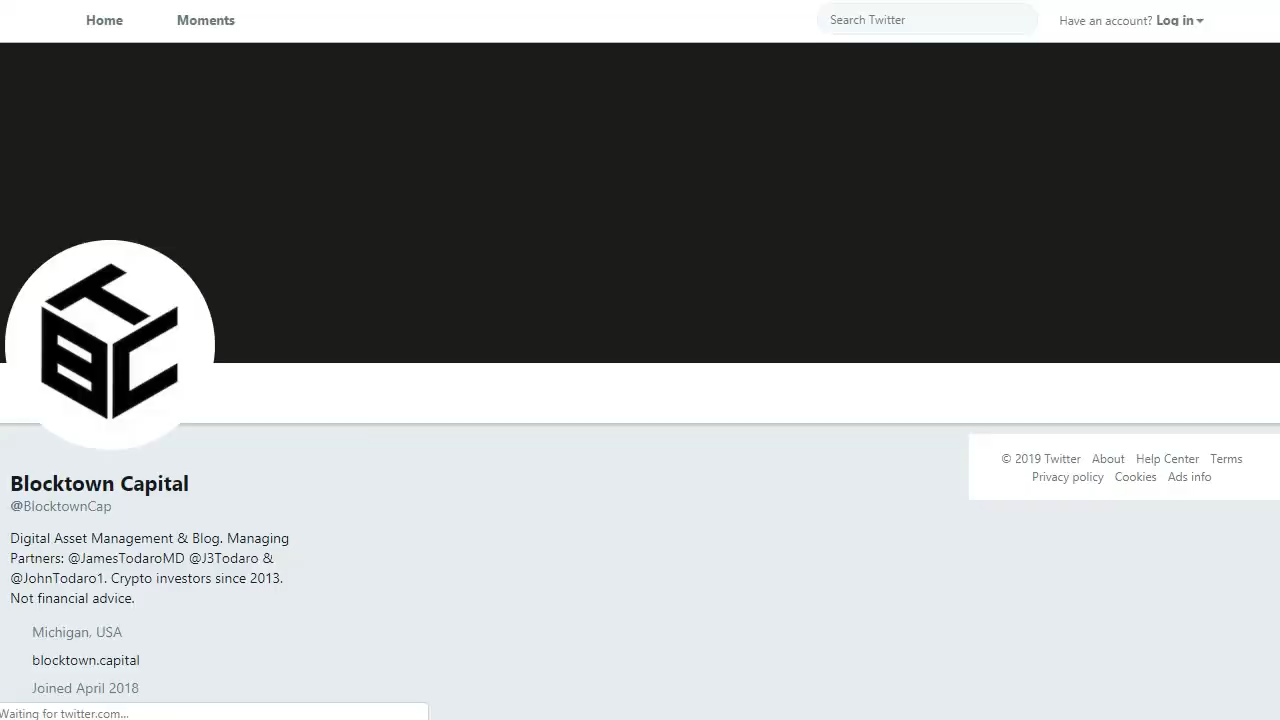 Home Moments Search Twitter Have an account? Log in
TBC
Blocktown Capital
@BlocktownCap
Digital Asset Management & Blog. Managing
Partners: @JamesTodaroMD @J3Todaro &
@JohnTodaro1. Crypto investors since 2013.
Not financial advice.
Michigan, USA
blocktown.capital
Joined April 2018
© 2019 Twitter About Help Center Terms
Privacy policy Cookies Ads info
Waiting for twitter.com...